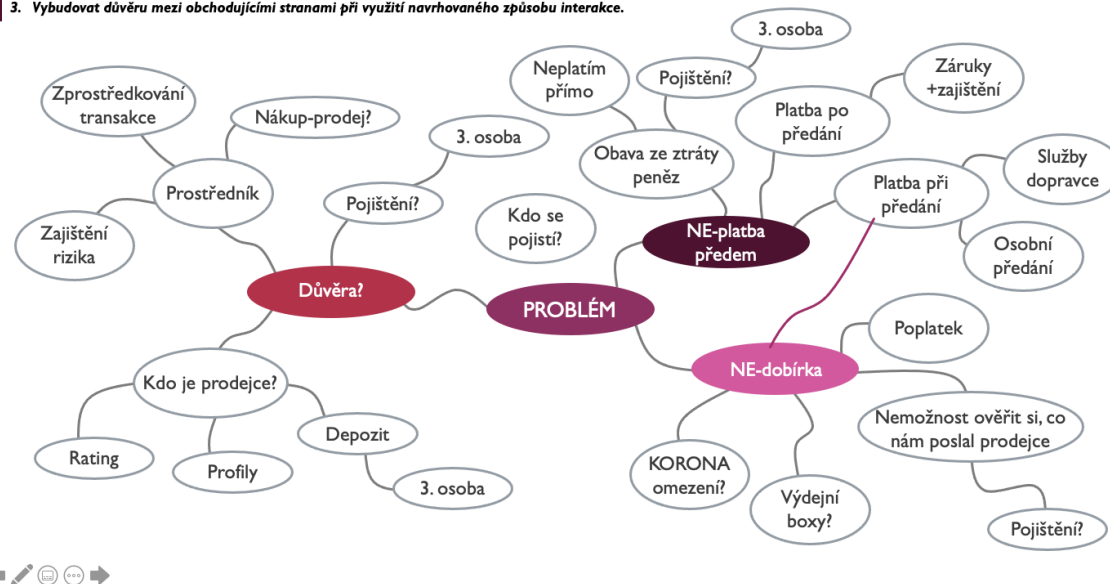 3. Vybudovat důvěru mezi obchodujícími stranami při využití navrhovaného způsobu interakce.
3. osoba
Neplatím
přímo
Pojištění?
Záruky
+zajištění
Zprostředkování
transakce
Nákup-prodej?
3. osoba
Platba po
předání
Obava ze ztráty
peněz
Služby
dopravce
Prostředník
Pojištění?
Platba při
předání
Kdo se
pojistí?
Zajištění
rizika
NE-platba
předem
Osobní
předání
Důvěra?
PROBLÉM
Poplatek
NE-dobírka
Kdo je prodejce?
Nemožnost ověřit si, co
nám poslal prodejce
Depozit
Rating
Profily
KORONA
omezení?
3. osoba
Výdejní
boxy?
Pojištění?